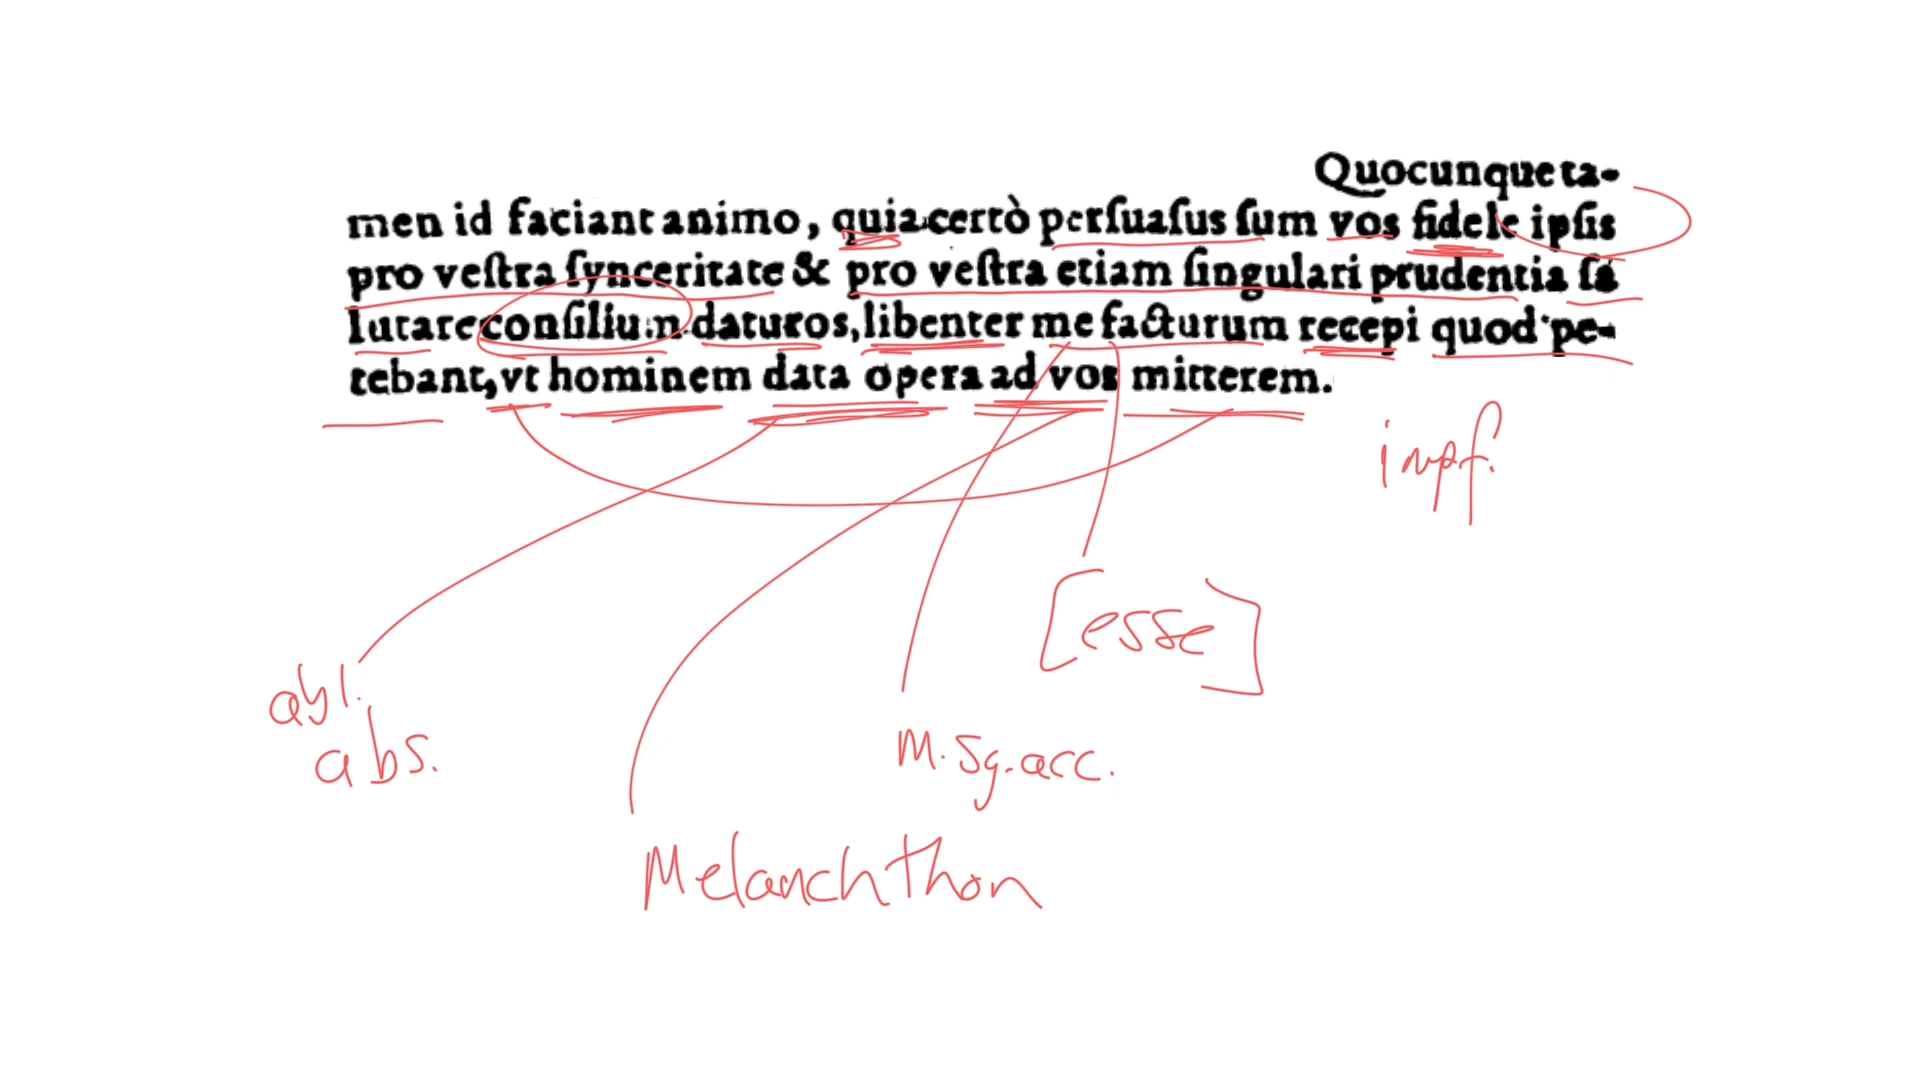 Quocunque ta-
men id faciant animo, quia certò perſuaſus ſum vos fidele ipſis
pro veſtra ſynceritate & pro veſtra etiam ſingulari prudentia ſa
lutare conſilium daturos, libenter me facturum recepi quod pe-
tebant, vt hominem data opera ad vos mitterem.
impf.
[esse]
abl.
abs.
m. sg. acc.
Melanchthon